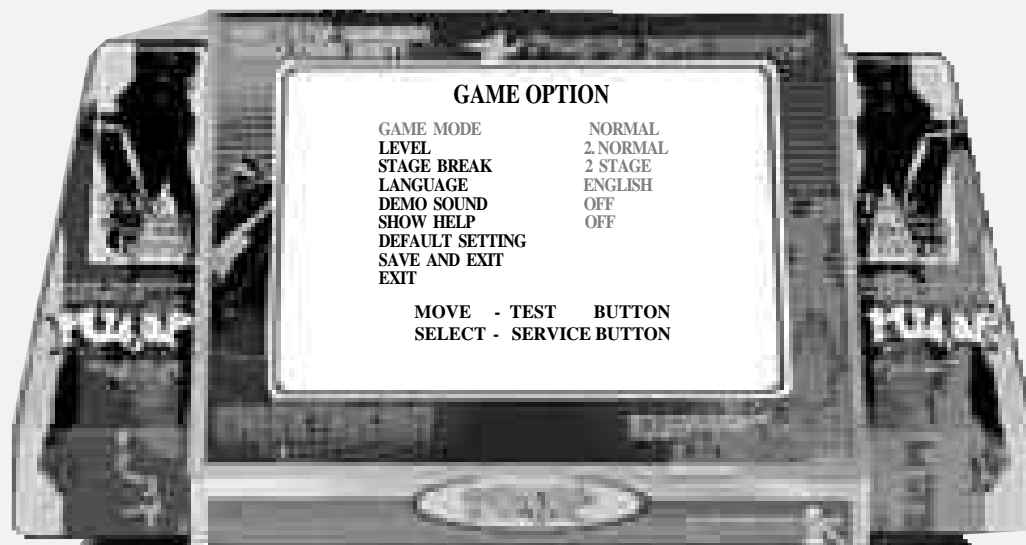 GAME OPTION
GAME MODE NORMAL
LEVEL 2. NORMAL
STAGE BREAK 2 STAGE
LANGUAGE ENGLISH
DEMO SOUND OFF
SHOW HELP OFF
DEFAULT SETTING
SAVE AND EXIT
EXIT
MOVE - TEST BUTTON
SELECT - SERVICE BUTTON